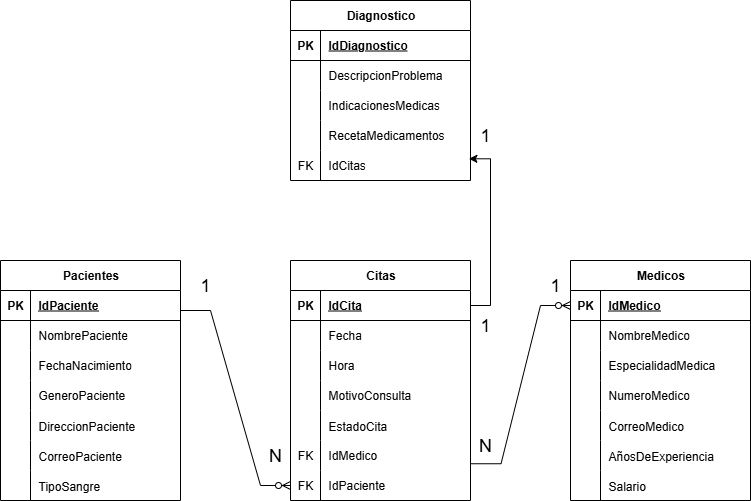 Diagnostico
PK IdDiagnostico
DescripcionProblema
IndicacionesMedicas
RecetaMedicamentos
FK IdCitas
1
Pacientes
PK IdPaciente
NombrePaciente
FechaNacimiento
GeneroPaciente
DireccionPaciente
CorreoPaciente
TipoSangre
1
N
Citas
PK IdCita
Fecha
Hora
MotivoConsulta
EstadoCita
FK IdMedico
FK IdPaciente
1
N
1
Medicos
PK IdMedico
NombreMedico
EspecialidadMedica
NumeroMedico
CorreoMedico
AñosDeExperiencia
Salario